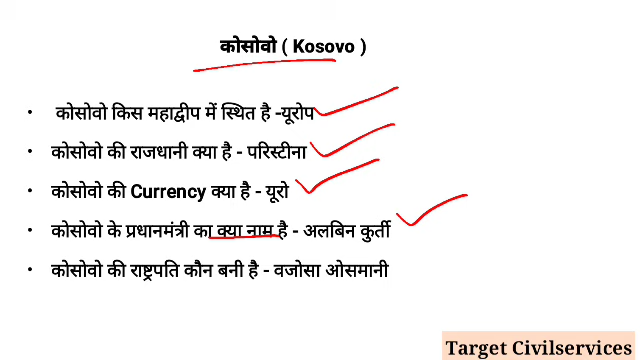 कोसोवो ( Kosovo )
• कोसोवो किस महाद्वीप में स्थित है -यूरोप
• कोसोवो की राजधानी क्या है - परिस्टीना
• कोसोवो की Currency क्या है - यूरो
• कोसोवो के प्रधानमंत्री का क्या नाम है - अलबिन कुर्ती
• कोसोवो की राष्ट्रपति कौन बनी है - वजोसा ओसमानी
Target Civilservices